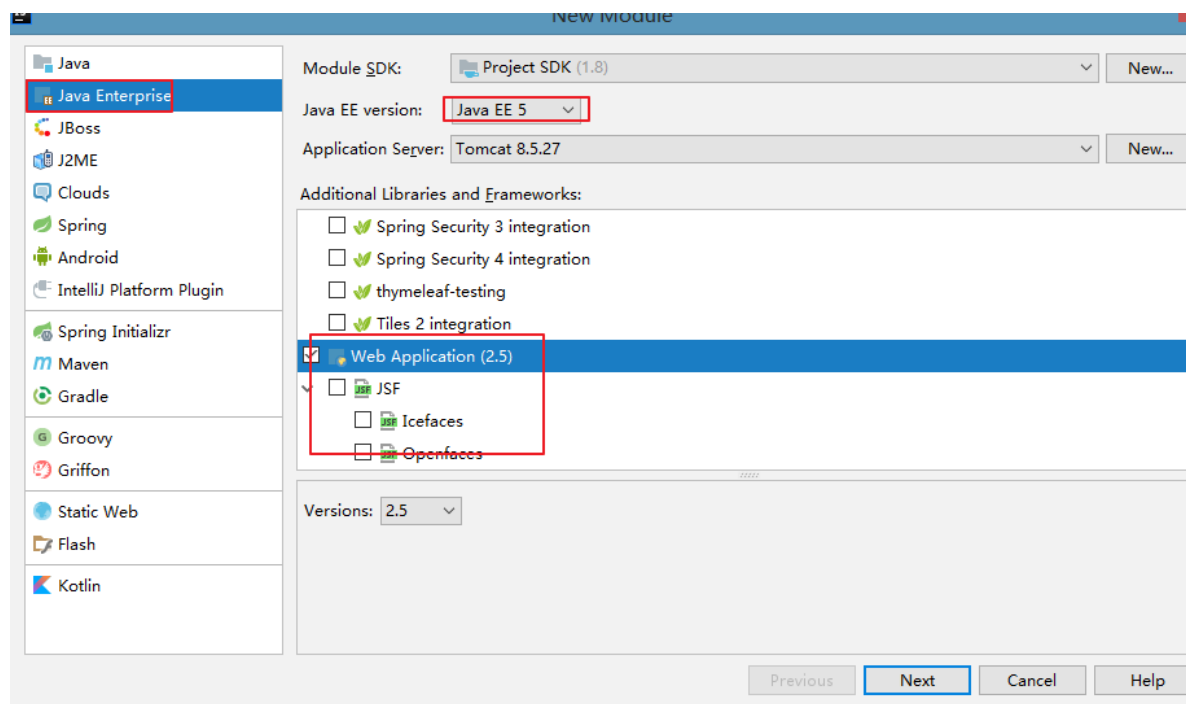 New Module
Java
Java Enterprise
JBoss
J2ME
Clouds
Spring
Android
IntelliJ Platform Plugin
Spring Initializr
Maven
Gradle
Groovy
Griffon
Static Web
Flash
Kotlin
Module SDK: Project SDK (1.8) New...
Java EE version: Java EE 5
Application Server: Tomcat 8.5.27 New...
Additional Libraries and Frameworks:
Spring Security 3 integration
Spring Security 4 integration
thymeleaf-testing
Tiles 2 integration
Web Application (2.5)
JSF
Icefaces
Openfaces
Versions: 2.5
Previous Next Cancel Help